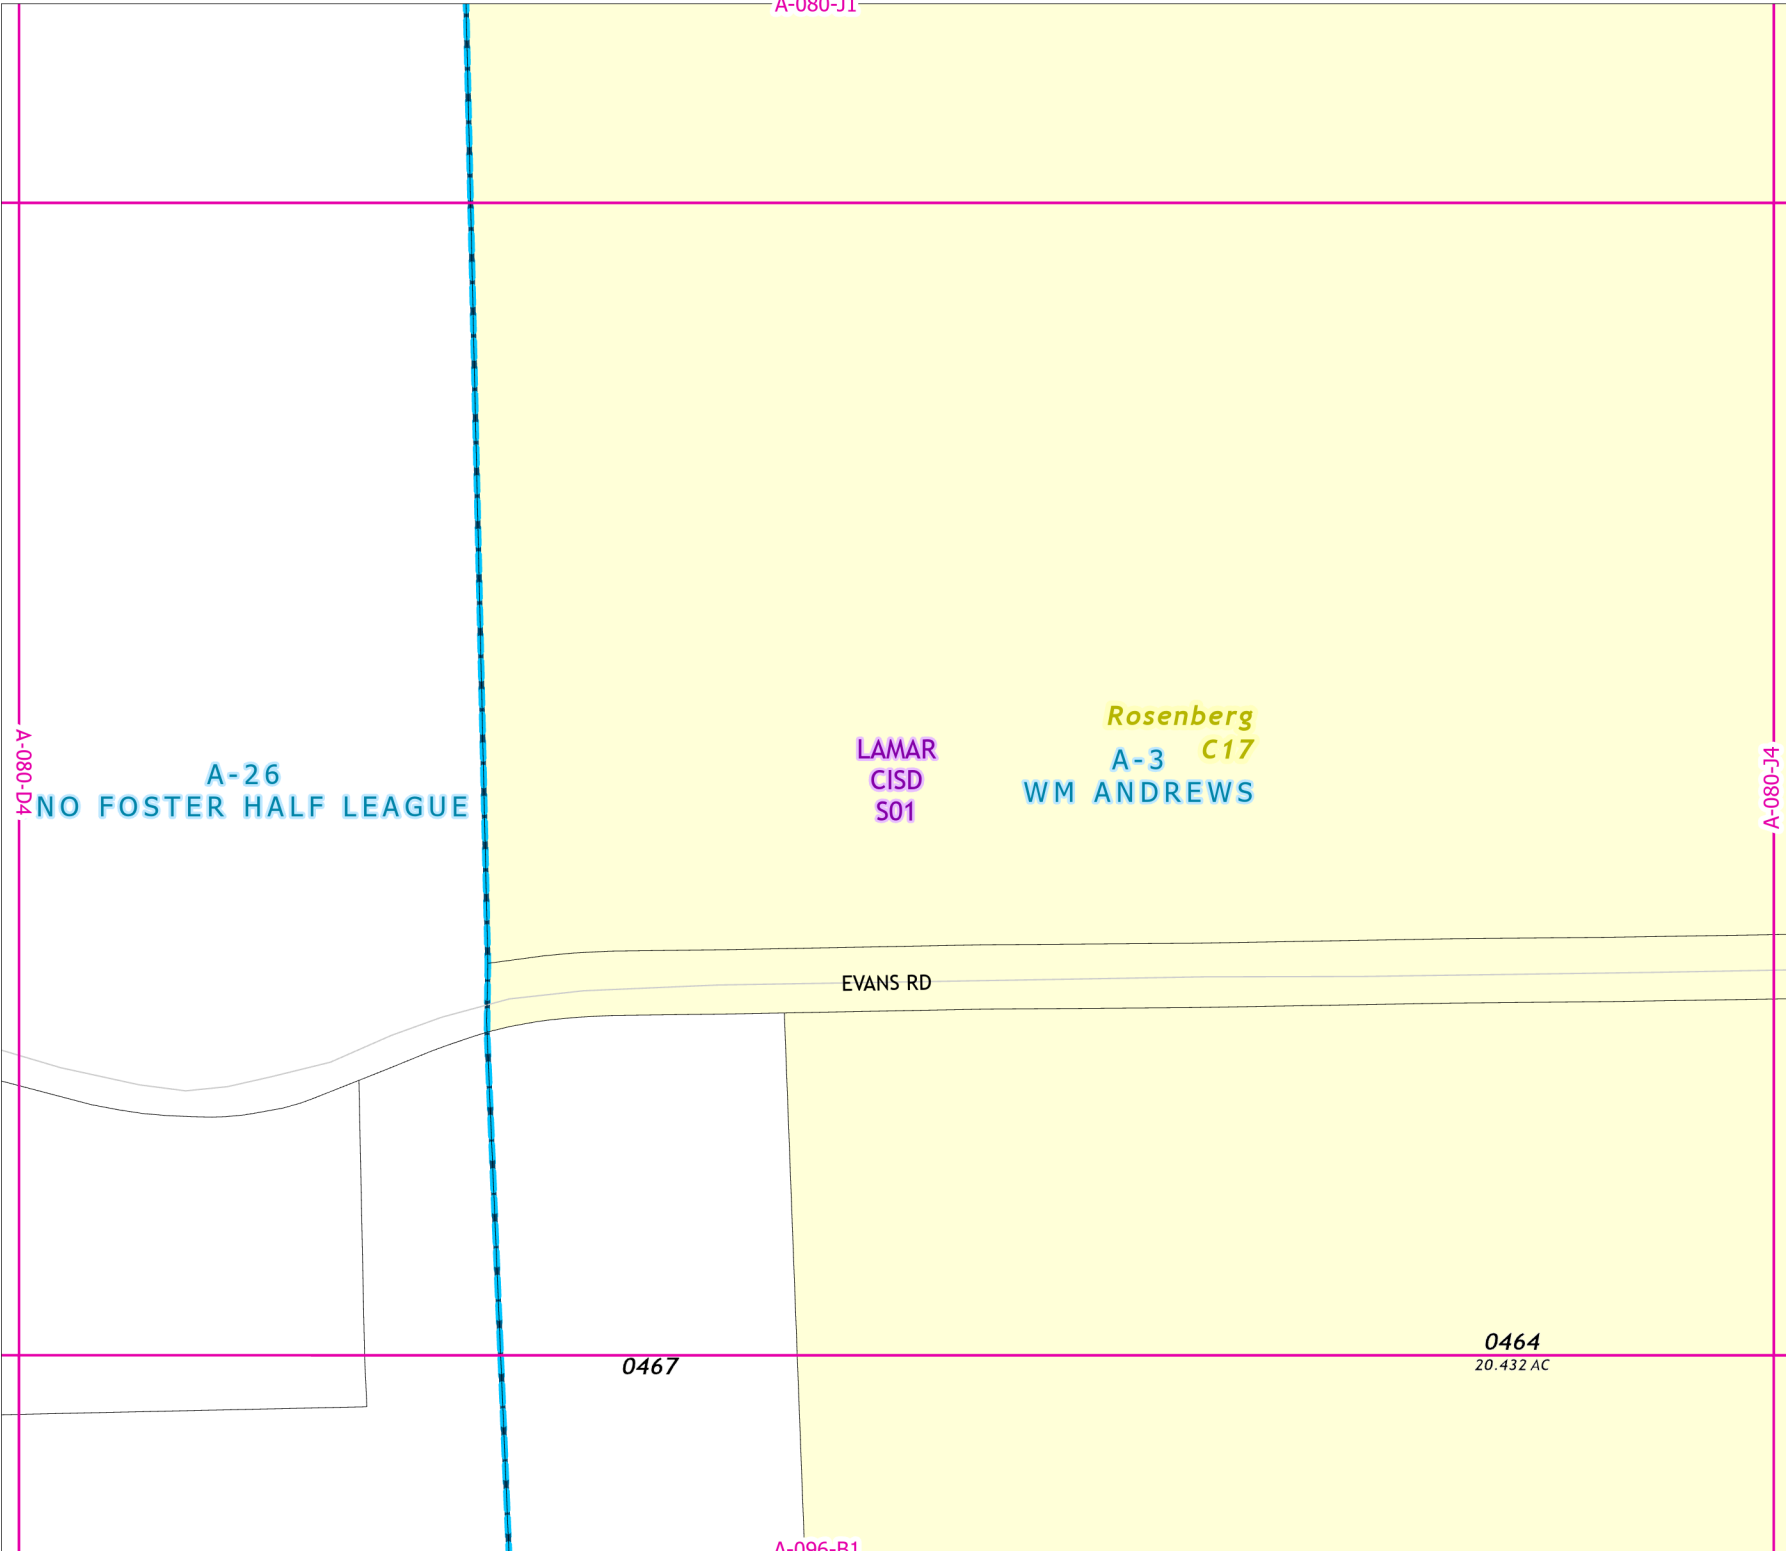 A-080-J1
Rosenberg
C17
LAMAR
CISD
S01
A-3
WM ANDREWS
A-26
NO FOSTER HALF LEAGUE
A-080-D4
A-080-J4
EVANS RD
0464
20.432 AC
0467
A-096-B1